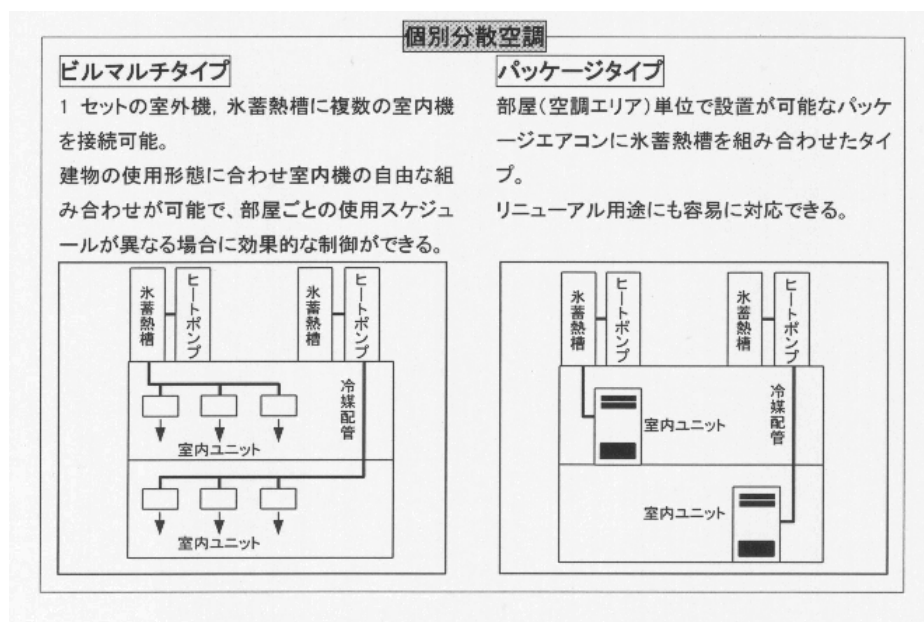 個別分散空調
ビルマルチタイプ
1 セットの室外機, 氷蓄熱槽に複数の室内機
を接続可能。
建物の使用形態に合わせ室内機の自由な組
み合わせが可能で、部屋ごとの使用スケジュ
ールが異なる場合に効果的な制御ができる。
氷蓄熱槽
ヒートポンプ
氷蓄熱槽
ヒートポンプ
冷媒配管
室内ユニット
室内ユニット
パッケージタイプ
部屋(空調エリア)単位で設置が可能なパッケ
ージエアコンに氷蓄熱槽を組み合わせたタイ
プ。
リニューアル用途にも容易に対応できる。
氷蓄熱槽
ヒートポンプ
氷蓄熱槽
ヒートポンプ
冷媒配管
室内ユニット
室内ユニット